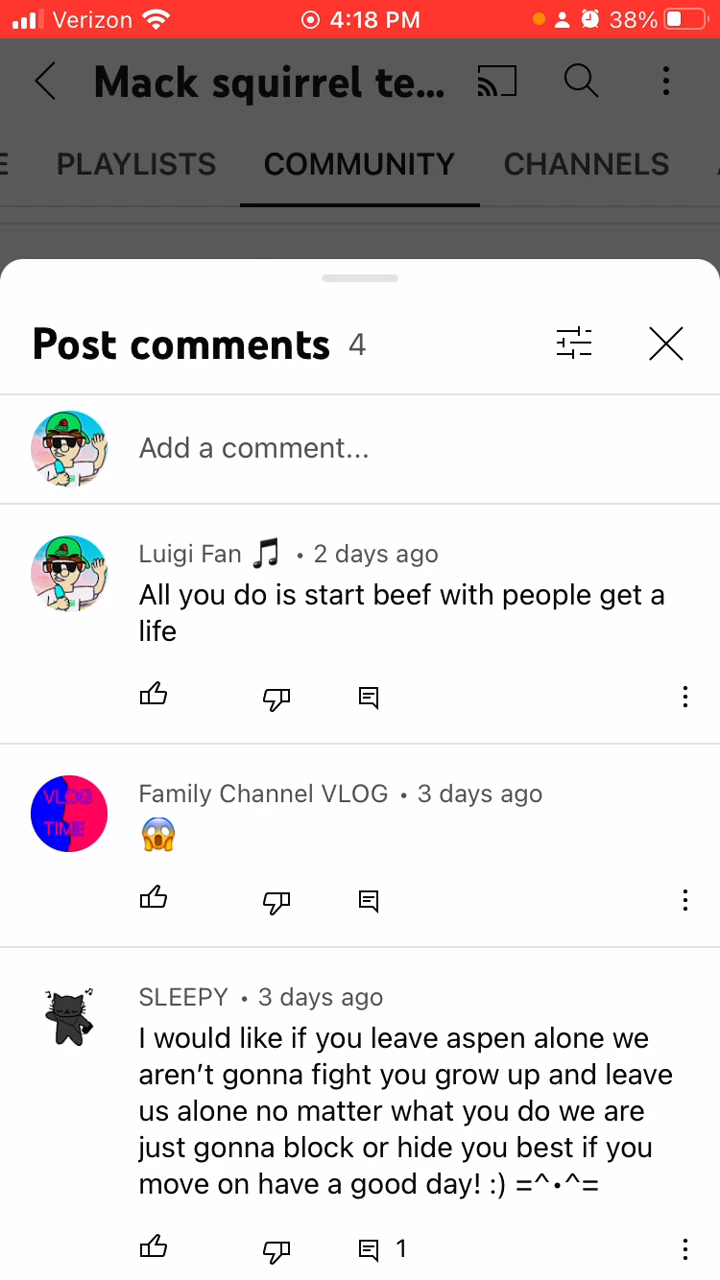 Verizon 4:18 PM 38%
Mack squirrel te...
E PLAYLISTS COMMUNITY CHANNELS
Post comments 4
Add a comment...
Luigi Fan 🎵 • 2 days ago
All you do is start beef with people get a
life
Family Channel VLOG • 3 days ago
VLOG
TIME
😱
SLEEPY • 3 days ago
I would like if you leave aspen alone we
aren't gonna fight you grow up and leave
us alone no matter what you do we are
just gonna block or hide you best if you
move on have a good day! :) =^•^=
1